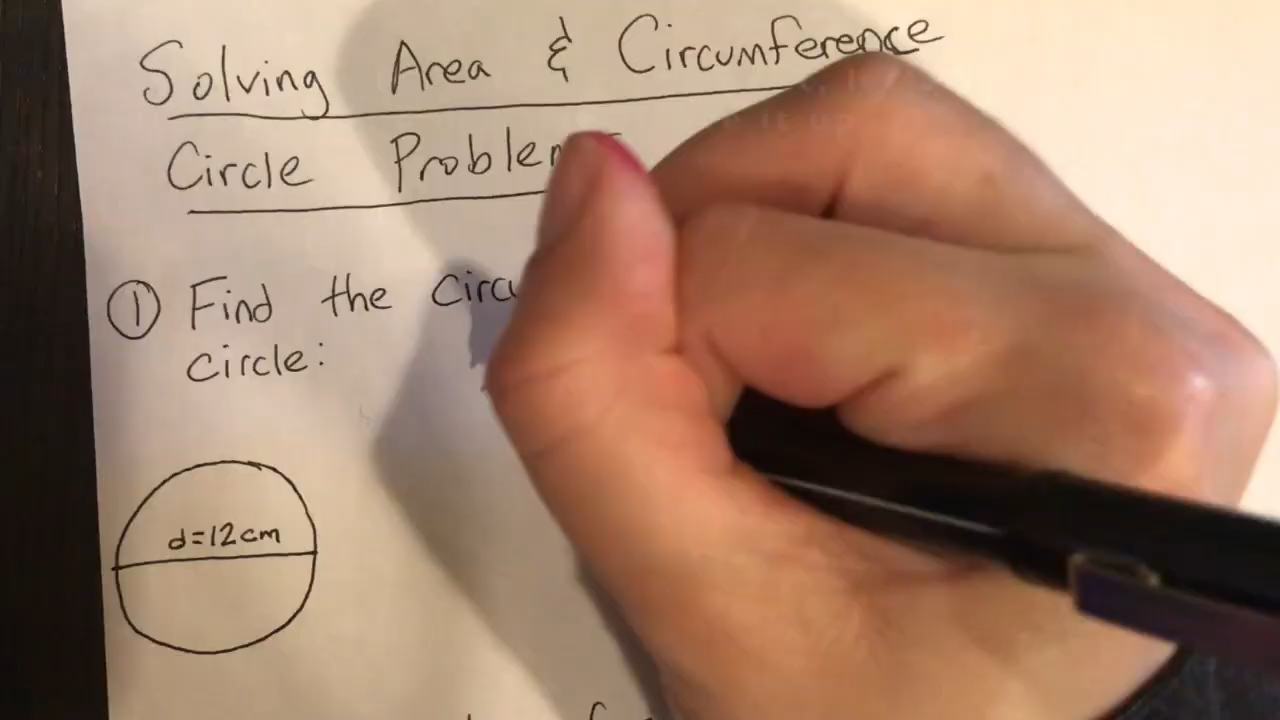 Solving Area & Circumference
Circle
① Find the
circle:
d=12cm